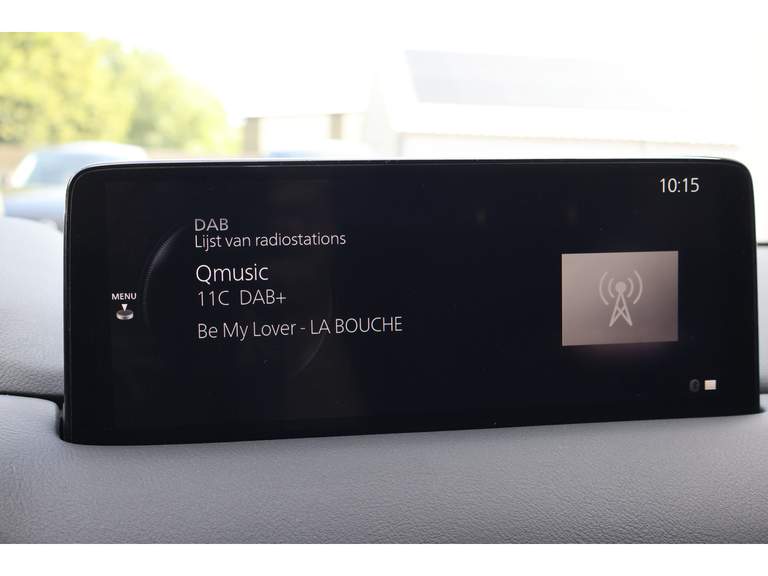 10:15
DAB
Lijst van radiostations
Qmusic
MENU
11C DAB+
Be My Lover - LA BOUCHE